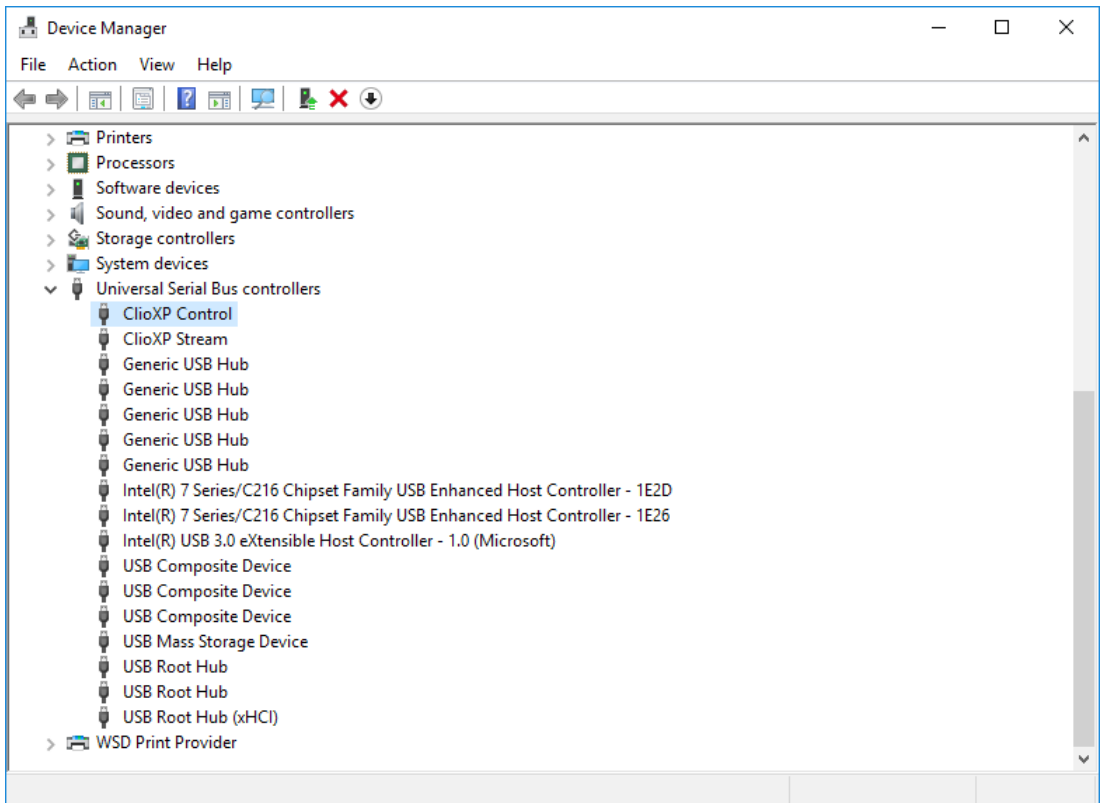 Device Manager
File Action View Help
Printers
Processors
Software devices
Sound, video and game controllers
Storage controllers
System devices
Universal Serial Bus controllers
ClioXP Control
ClioXP Stream
Generic USB Hub
Generic USB Hub
Generic USB Hub
Generic USB Hub
Generic USB Hub
Intel(R) 7 Series/C216 Chipset Family USB Enhanced Host Controller - 1E2D
Intel(R) 7 Series/C216 Chipset Family USB Enhanced Host Controller - 1E26
Intel(R) USB 3.0 eXtensible Host Controller - 1.0 (Microsoft)
USB Composite Device
USB Composite Device
USB Composite Device
USB Mass Storage Device
USB Root Hub
USB Root Hub
USB Root Hub (xHCI)
WSD Print Provider